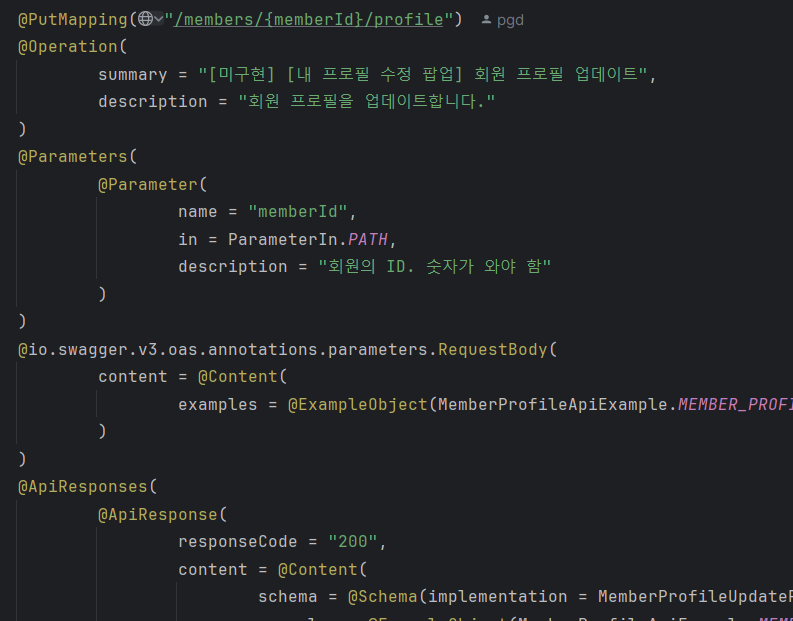 @PutMapping("/members/{memberId}/profile") pgd
@Operation(
summary = "[미구현] [내 프로필 수정 팝업] 회원 프로필 업데이트",
description = "회원 프로필을 업데이트합니다."
)
@Parameters(
@Parameter(
name = "memberId",
in = ParameterIn.PATH,
description = "회원의 ID. 숫자가 와야 함"
)
)
@io.swagger.v3.oas.annotations.parameters.RequestBody(
content = @Content(
examples = @ExampleObject(MemberProfileApiExample.MEMBER_PROFI
)
)
@ApiResponses(
@ApiResponse(
responseCode = "200",
content = @Content(
schema = @Schema(implementation = MemberProfileUpdateR